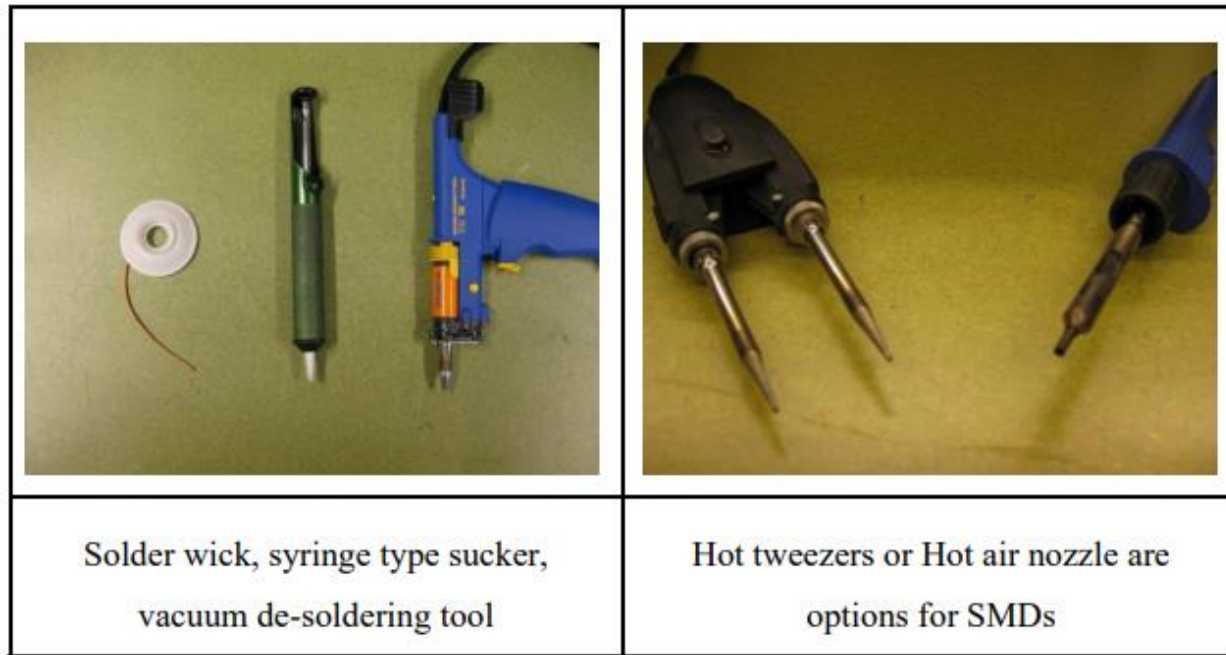 Solder wick, syringe type sucker,
vacuum de-soldering tool
Hot tweezers or Hot air nozzle are
options for SMDs